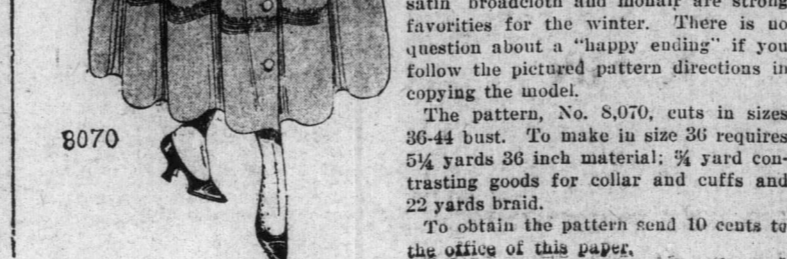 satin broadcloth and mohair are strong
favorities for the winter. There is no
question about a "happy ending" if you
follow the pictured pattern directions in
copying the model.
The pattern, No. 8,070, cuts in sizes
36-44 bust. To make in size 36 requires
5¼ yards 36 inch material; ¾ yard con-
trasting goods for collar and cuffs and
22 yards braid.
To obtain the pattern send 10 cents to
the office of this paper.
8070